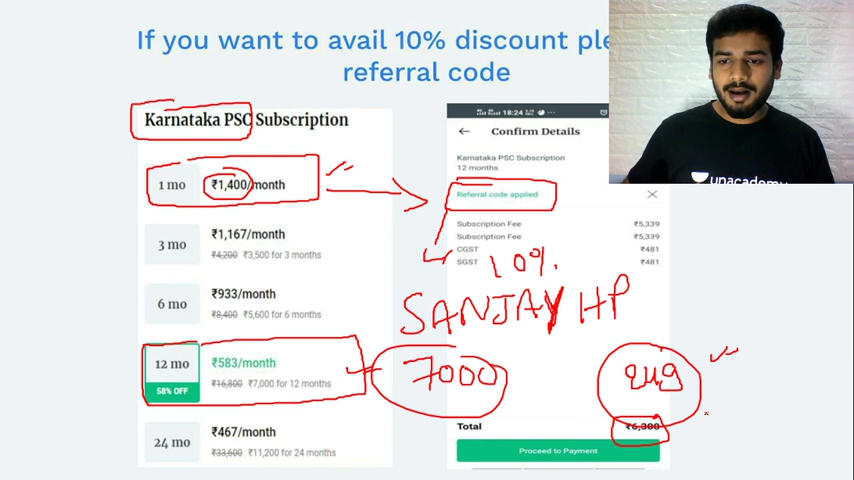 If you want to avail 10% discount ple
referral code
Karnataka PSC Subscription
1 mo ₹1,400/month
3 mo ₹1,167/month
₹4,200 ₹3,500 for 3 months
6 mo ₹933/month
₹8,400 ₹5,600 for 6 months
12 mo ₹583/month
58% OFF ₹16,800 ₹7,000 for 12 months
24 mo ₹467/month
₹33,600 ₹11,200 for 24 months
18:24
Confirm Details
Karnataka PSC Subscription
12 months
Referral code applied
Subscription Fee ₹5,339
Subscription Fee ₹5,339
CGST ₹481
SGST ₹481
10%.
SANJAY HP
7000
Total ₹6,300
Proceed to Payment
unacademy